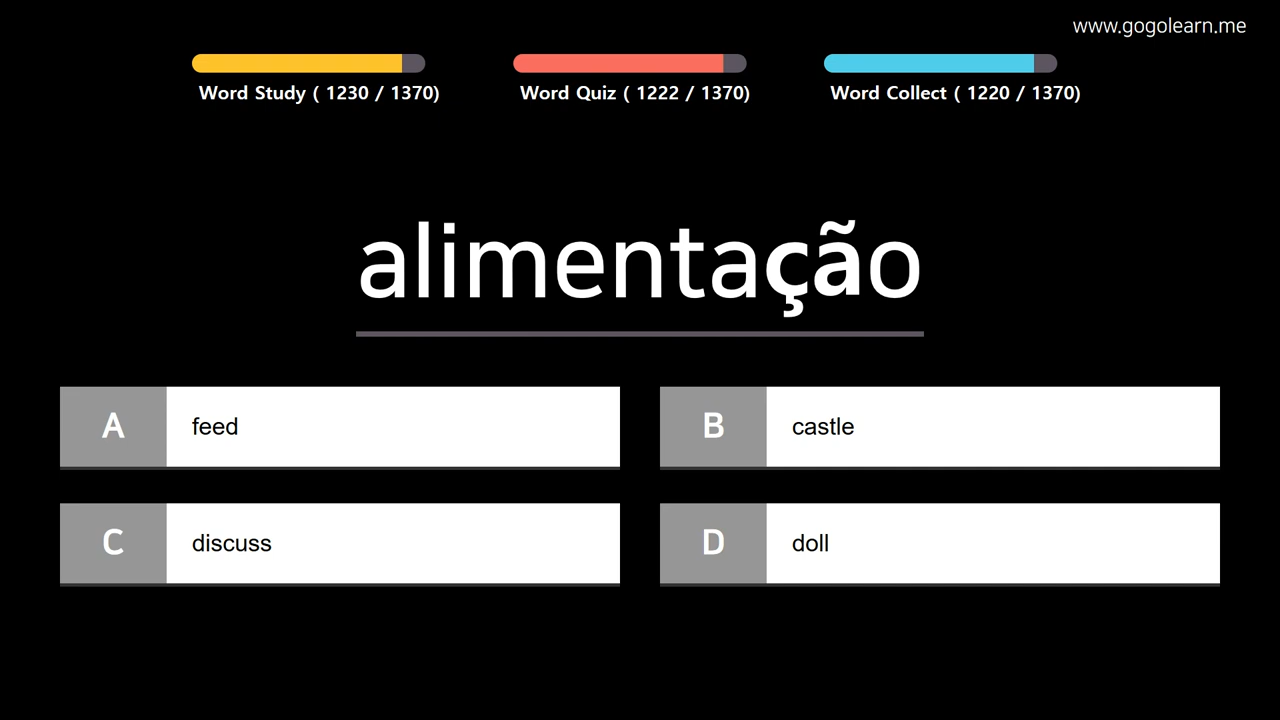 www.gogolearn.me
Word Study ( 1230 / 1370)
Word Quiz ( 1222 / 1370)
Word Collect ( 1220 / 1370)
alimentação
A feed
B castle
C discuss
D doll